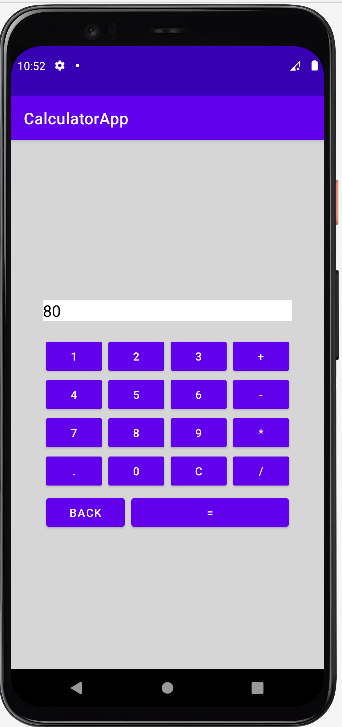 10:52
CalculatorApp
80
1 2 3 +
4 5 6 -
7 8 9 *
. 0 C /
BACK =